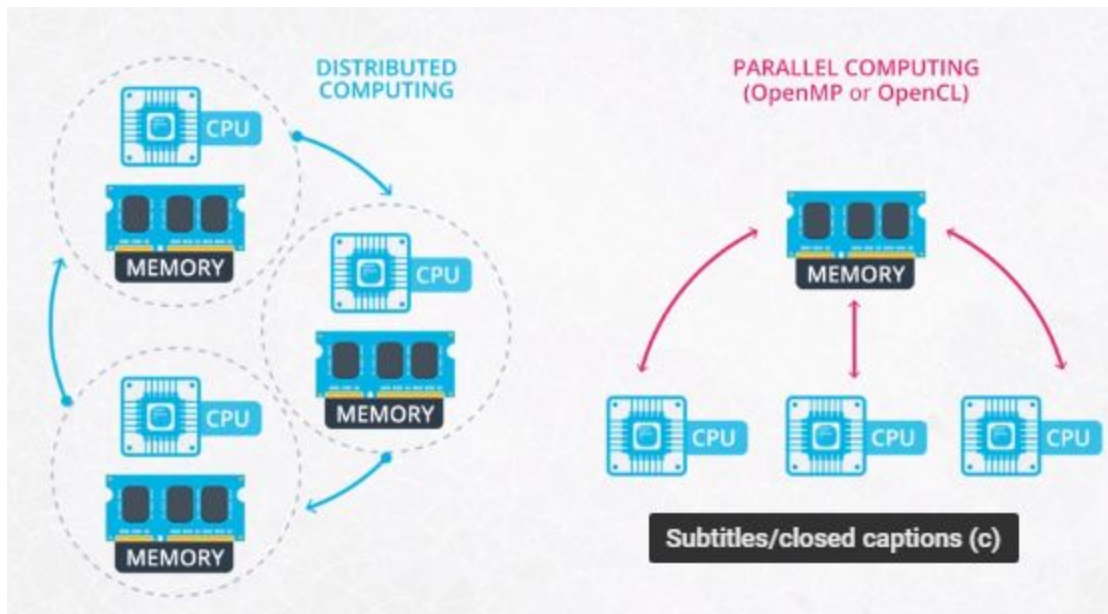 DISTRIBUTED
COMPUTING
CPU
MEMORY
CPU
MEMORY
CPU
MEMORY
PARALLEL COMPUTING
(OpenMP or OpenCL)
MEMORY
CPU
CPU
CPU
Subtitles/closed captions (c)